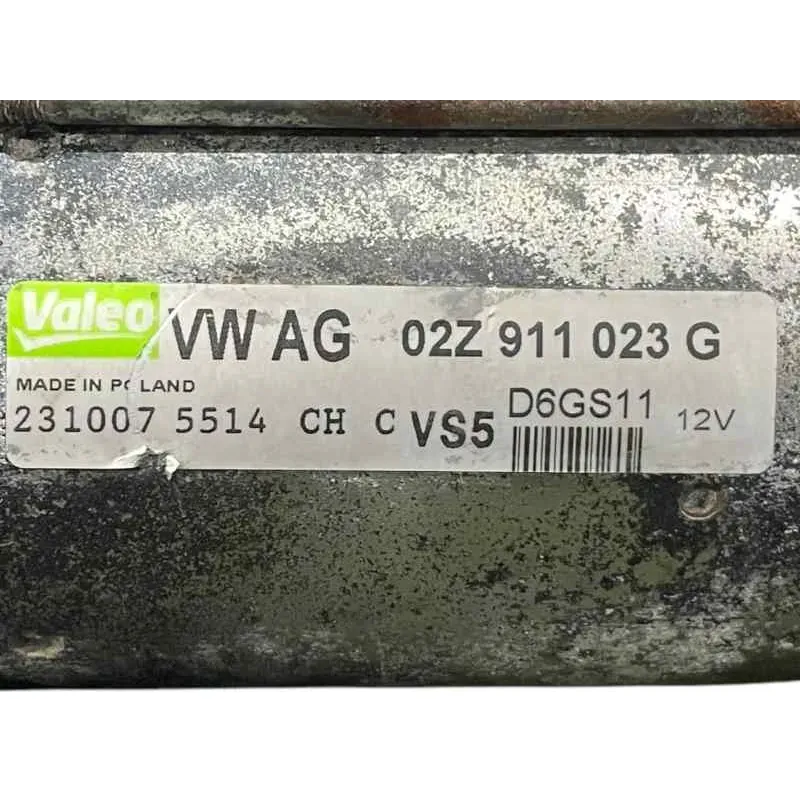 Valeo VW AG 02Z 911 023 G
MADE IN POLAND
231007 5514 CH C VS5 D6GS11 12V